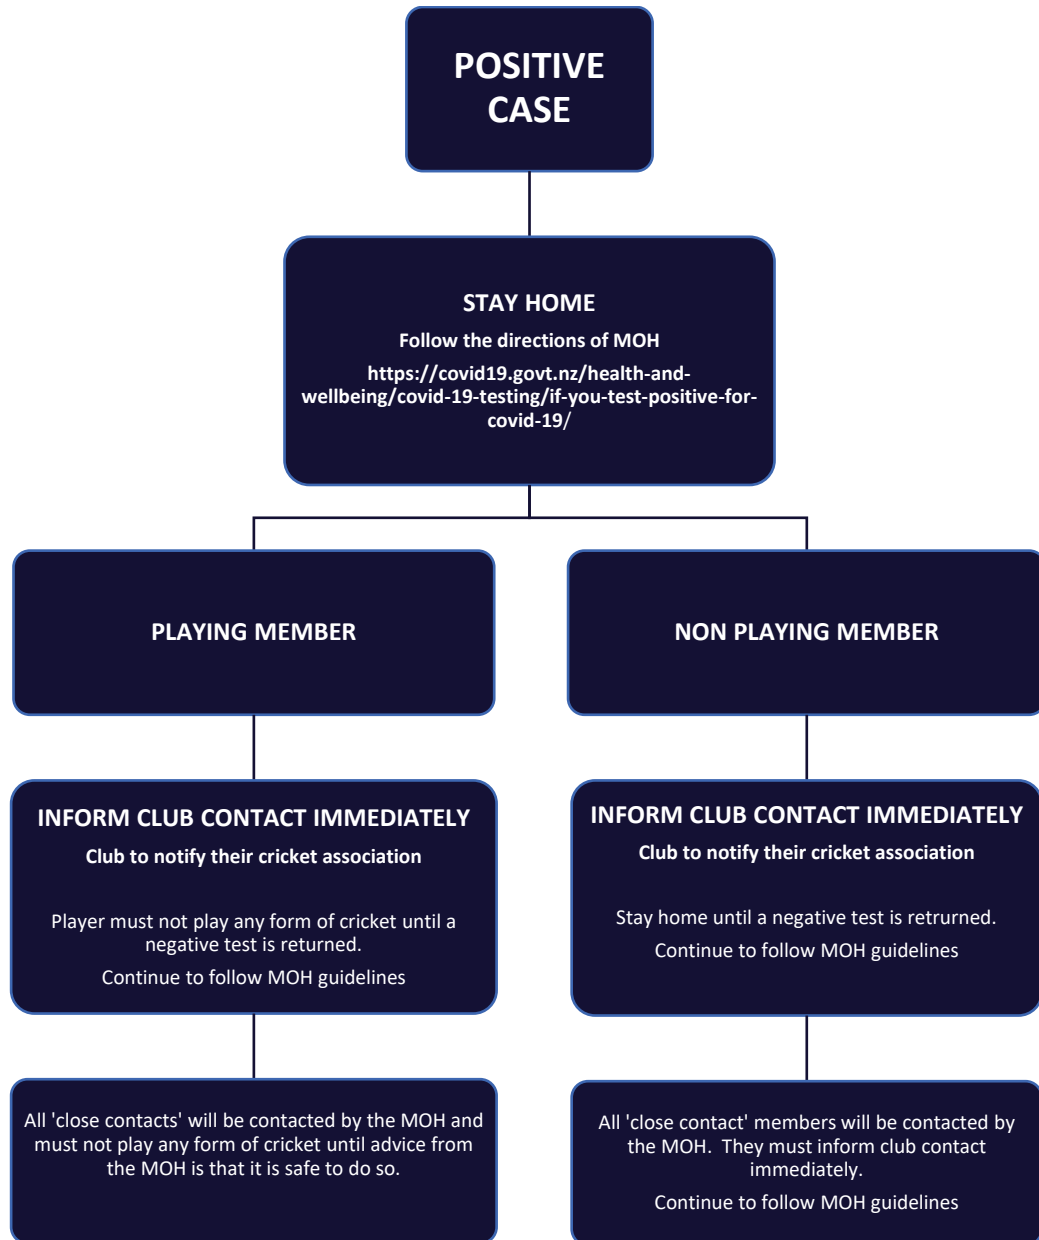 POSITIVE
CASE
STAY HOME
Follow the directions of MOH
https://covid19.govt.nz/health-and-
wellbeing/covid-19-testing/if-you-test-positive-for-
covid-19/
PLAYING MEMBER
NON PLAYING MEMBER
INFORM CLUB CONTACT IMMEDIATELY
Club to notify their cricket association
Player must not play any form of cricket until a
negative test is returned.
Continue to follow MOH guidelines
INFORM CLUB CONTACT IMMEDIATELY
Club to notify their cricket association
Stay home until a negative test is retrurned.
Continue to follow MOH guidelines
All 'close contacts' will be contacted by the MOH and
must not play any form of cricket until advice from
the MOH is that it is safe to do so.
All 'close contact' members will be contacted by
the MOH.  They must inform club contact
immediately.
Continue to follow MOH guidelines